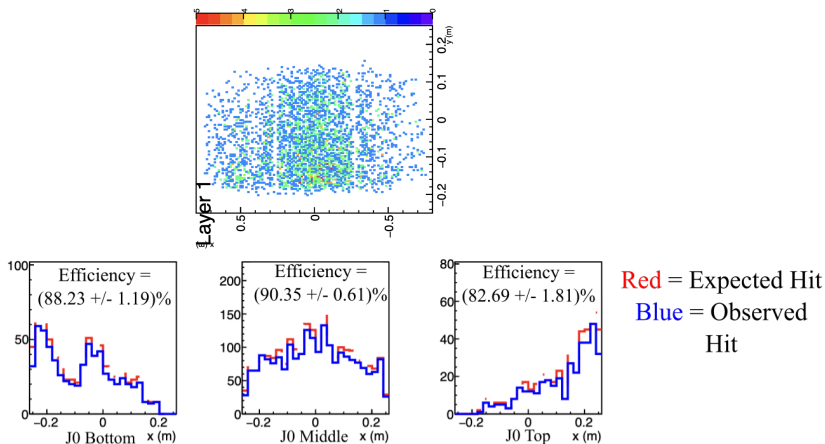 5 4 3 2 1 0
y (m)
0.2
0
−0.1
−0.2
Layer 1
0.5 0 −0.5
Efficiency =
(88.23 +/- 1.19)%
100
50
0
−0.2 0 0.2
J0 Bottom x (m)
Efficiency =
(90.35 +/- 0.61)%
200
150
100
50
0
−0.2 0 0.2
J0 Middle x (m)
Efficiency =
(82.69 +/- 1.81)%
80
60
40
20
0
−0.2 0 0.2
J0 Top x (m)
Red = Expected Hit
Blue = Observed
Hit